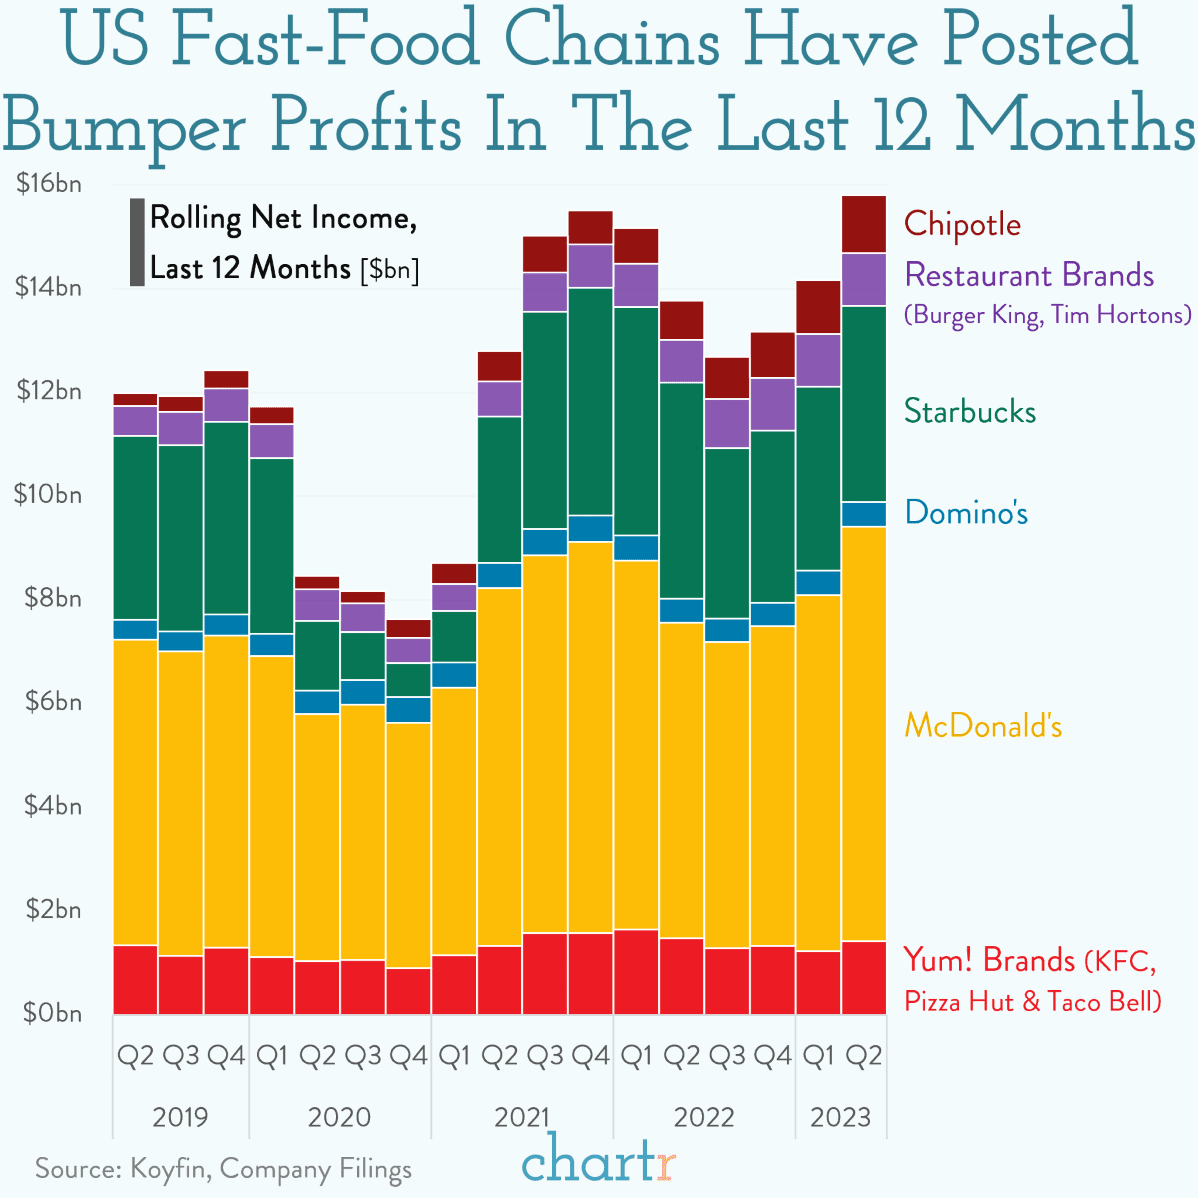 US Fast-Food Chains Have Posted
Bumper Profits In The Last 12 Months
$16bn
Rolling Net Income,
Last 12 Months [$bn]
$14bn
$12bn
$10bn
$8bn
$6bn
$4bn
$2bn
$0bn
Chipotle
Restaurant Brands
(Burger King, Tim Hortons)
Starbucks
Domino's
McDonald's
Yum! Brands (KFC,
Pizza Hut & Taco Bell)
Q2 Q3 Q4 Q1 Q2 Q3 Q4 Q1 Q2 Q3 Q4 Q1 Q2 Q3 Q4 Q1 Q2
2019 2020 2021 2022 2023
Source: Koyfin, Company Filings
chartr